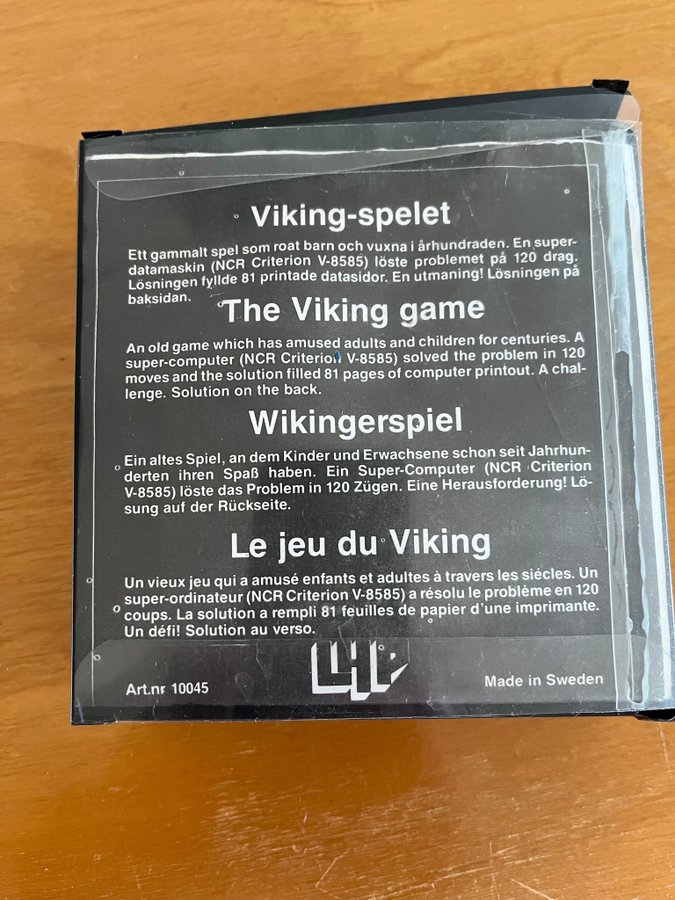 Viking-spelet
Ett gammalt spel som roat barn och vuxna i århundraden. En super-
datamaskin (NCR Criterion V-8585) löste problemet på 120 drag.
Lösningen fyllde 81 printade datasidor. En utmaning! Lösningen på
baksidan.
The Viking game
An old game which has amused adults and children for centuries. A
super-computer (NCR Criterion V-8585) solved the problem in 120
moves and the solution filled 81 pages of computer printout. A chal-
lenge. Solution on the back.
Wikingerspiel
Ein altes Spiel, an dem Kinder und Erwachsene schon seit Jahrhun-
derten ihren Spaß haben. Ein Super-Computer (NCR Criterion
V-8585) löste das Problem in 120 Zügen. Eine Herausforderung! Lö-
sung auf der Rückseite.
Le jeu du Viking
Un vieux jeu qui a amusé enfants et adultes à travers les siécles. Un
super-ordinateur (NCR Criterion V-8585) a résolu le problème en 120
coups. La solution a rempli 81 feuilles de papier d'une imprimante.
Un défi! Solution au verso.
Art.nr 10045
LHP
Made in Sweden